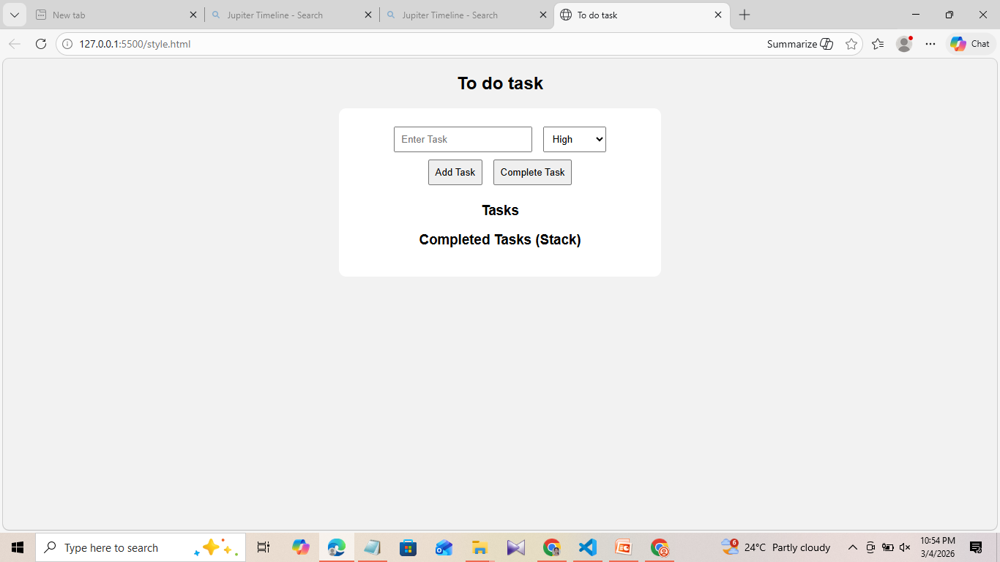 New tab
Jupiter Timeline - Search
Jupiter Timeline - Search
To do task
127.0.0.1:5500/style.html
Summarize
Chat
To do task
Enter Task
High
Add Task
Complete Task
Tasks
Completed Tasks (Stack)
Type here to search
6
24°C Partly cloudy
10:54 PM
3/4/2026